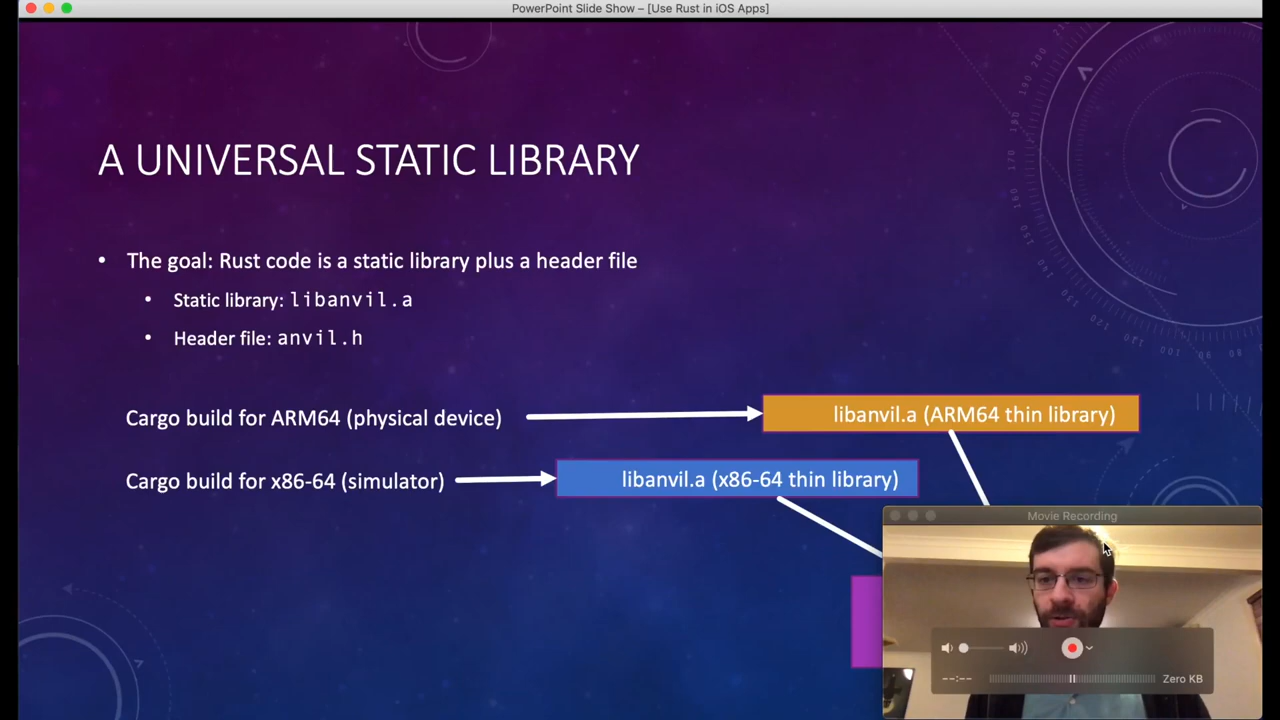 PowerPoint Slide Show – [Use Rust in iOS Apps]
A UNIVERSAL STATIC LIBRARY
• The goal: Rust code is a static library plus a header file
• Static library: libanvil.a
• Header file: anvil.h
Cargo build for ARM64 (physical device)
libanvil.a (ARM64 thin library)
Cargo build for x86-64 (simulator)
libanvil.a (x86-64 thin library)
Movie Recording
--:--
Zero KB